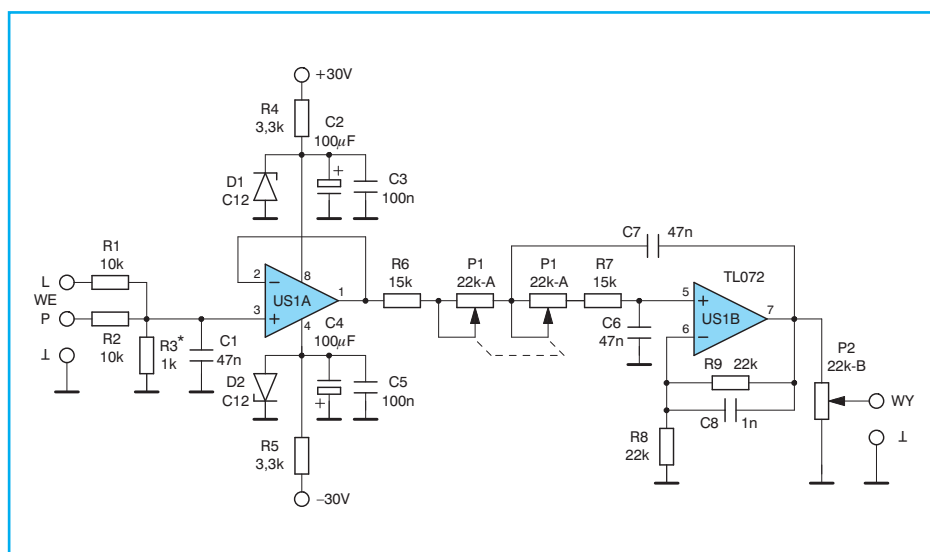 +30V
R4
3,3k
C2
100µF
+
D1
C12
C3
100n
C7
47n
R1
10k
L
WE
P
⊥
R2
10k
R3*
1k
C1
47n
2
−
8
US1A
3
+
1
4
R6
15k
P1
22k-A
P1
22k-A
R7
15k
C6
47n
TL072
5
+
7
US1B
6
−
R9
22k
C8
1n
R8
22k
P2
22k-B
WY
⊥
C4
100µF
+
D2
C12
C5
100n
R5
3,3k
−30V